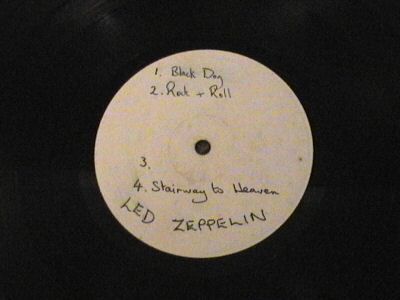 1. Black Dog
2. Rock + Roll
3.
4. Stairway to Heaven
LED ZEPPELIN